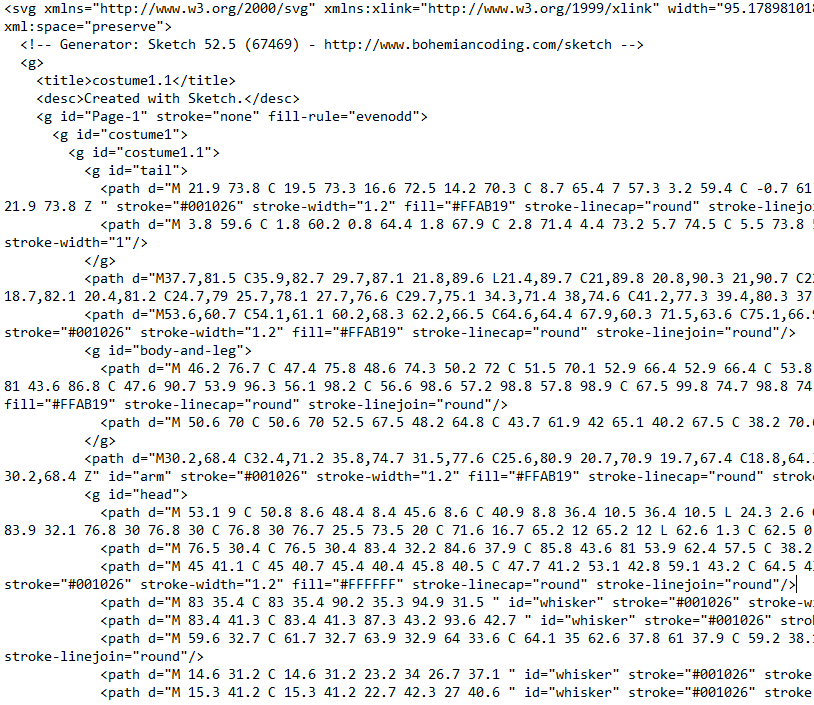 <svg xmlns="http://www.w3.org/2000/svg" xmlns:xlink="http://www.w3.org/1999/xlink" width="95.178981018
xml:space="preserve">
<!-- Generator: Sketch 52.5 (67469) - http://www.bohemiancoding.com/sketch -->
<g>
<title>costume1.1</title>
<desc>Created with Sketch.</desc>
<g id="Page-1" stroke="none" fill-rule="evenodd">
<g id="costume1">
<g id="costume1.1">
<g id="tail">
<path d="M 21.9 73.8 C 19.5 73.3 16.6 72.5 14.2 70.3 C 8.7 65.4 7 57.3 3.2 59.4 C -0.7 61
21.9 73.8 Z " stroke="#001026" stroke-width="1.2" fill="#FFAB19" stroke-linecap="round" stroke-linejoi
<path d="M 3.8 59.6 C 1.8 60.2 0.8 64.4 1.8 67.9 C 2.8 71.4 4.4 73.2 5.7 74.5 C 5.5 73.8
stroke-width="1"/>
</g>
<path d="M37.7,81.5 C35.9,82.7 29.7,87.1 21.8,89.6 L21.4,89.7 C21,89.8 20.8,90.3 21,90.7 C2
18.7,82.1 20.4,81.2 C24.7,79 25.7,78.1 27.7,76.6 C29.7,75.1 34.3,71.4 38,74.6 C41.2,77.3 39.4,80.3 37
<path d="M53.6,60.7 C54.1,61.1 60.2,68.3 62.2,66.5 C64.6,64.4 67.9,60.3 71.5,63.6 C75.1,66.9
stroke="#001026" stroke-width="1.2" fill="#FFAB19" stroke-linecap="round" stroke-linejoin="round"/>
<g id="body-and-leg">
<path d="M 46.2 76.7 C 47.4 75.8 48.6 74.3 50.2 72 C 51.5 70.1 52.9 66.4 52.9 66.4 C 53.8
81 43.6 86.8 C 47.6 90.7 53.9 96.3 56.1 98.2 C 56.6 98.6 57.2 98.8 57.8 98.9 C 67.5 99.8 74.7 98.8 74
fill="#FFAB19" stroke-linecap="round" stroke-linejoin="round"/>
<path d="M 50.6 70 C 50.6 70 52.5 67.5 48.2 64.8 C 43.7 61.9 42 65.1 40.2 67.5 C 38.2 70.
</g>
<path d="M30.2,68.4 C32.4,71.2 35.8,74.7 31.5,77.6 C25.6,80.9 20.7,70.9 19.7,67.4 C18.8,64.
30.2,68.4 Z" id="arm" stroke="#001026" stroke-width="1.2" fill="#FFAB19" stroke-linecap="round" stroke
<g id="head">
<path d="M 53.1 9 C 50.8 8.6 48.4 8.4 45.6 8.6 C 40.9 8.8 36.4 10.5 36.4 10.5 L 24.3 2.6
83.9 32.1 76.8 30 76.8 30 C 76.8 30 76.7 25.5 73.5 20 C 71.6 16.7 65.2 12 65.2 12 L 62.6 1.3 C 62.5 0
<path d="M 76.5 30.4 C 76.5 30.4 83.4 32.2 84.6 37.9 C 85.8 43.6 81 53.9 62.4 57.5 C 38.2
<path d="M 45 41.1 C 45 40.7 45.4 40.4 45.8 40.5 C 47.7 41.2 53.1 42.8 59.1 43.2 C 64.5 4
stroke="#001026" stroke-width="1.2" fill="#FFFFFF" stroke-linecap="round" stroke-linejoin="round"/>
<path d="M 83 35.4 C 83 35.4 90.2 35.3 94.9 31.5 " id="whisker" stroke="#001026" stroke-w
<path d="M 83.4 41.3 C 83.4 41.3 87.3 43.2 93.6 42.7 " id="whisker" stroke="#001026" stro
<path d="M 59.6 32.7 C 61.7 32.7 63.9 32.9 64 33.6 C 64.1 35 62.6 37.8 61 37.9 C 59.2 38.
stroke-linejoin="round"/>
<path d="M 14.6 31.2 C 14.6 31.2 23.2 34 26.7 37.1 " id="whisker" stroke="#001026" stroke
<path d="M 15.3 41.2 C 15.3 41.2 22.7 42.3 27 40.6 " id="whisker" stroke="#001026" stroke